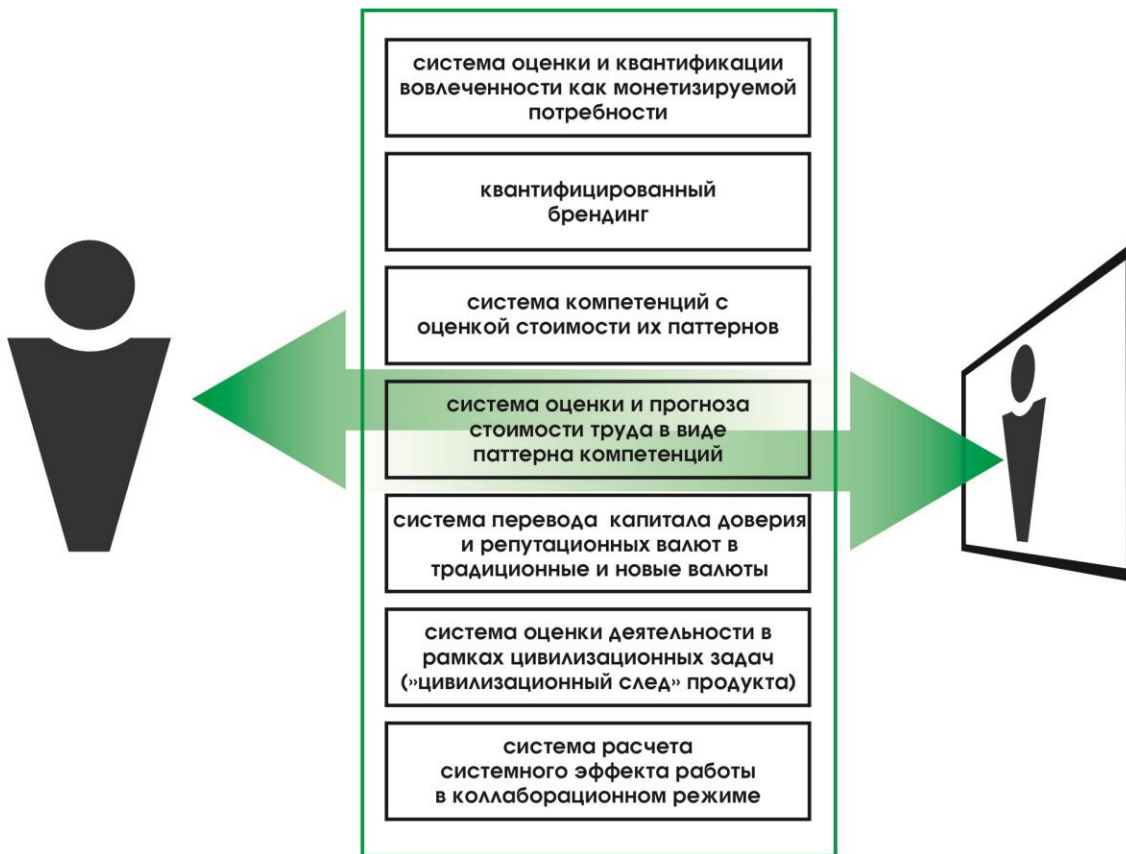 система оценки и квантификации
вовлеченности как монетизируемой
потребности
квантифицированный
брендинг
система компетенций с
оценкой стоимости их паттернов
система оценки и прогноза
стоимости труда в виде
паттерна компетенций
система перевода капитала доверия
и репутационных валют в
традиционные и новые валюты
система оценки деятельности в
рамках цивилизационных задач
(»цивилизационный след» продукта)
система расчета
системного эффекта работы
в коллаборационном режиме